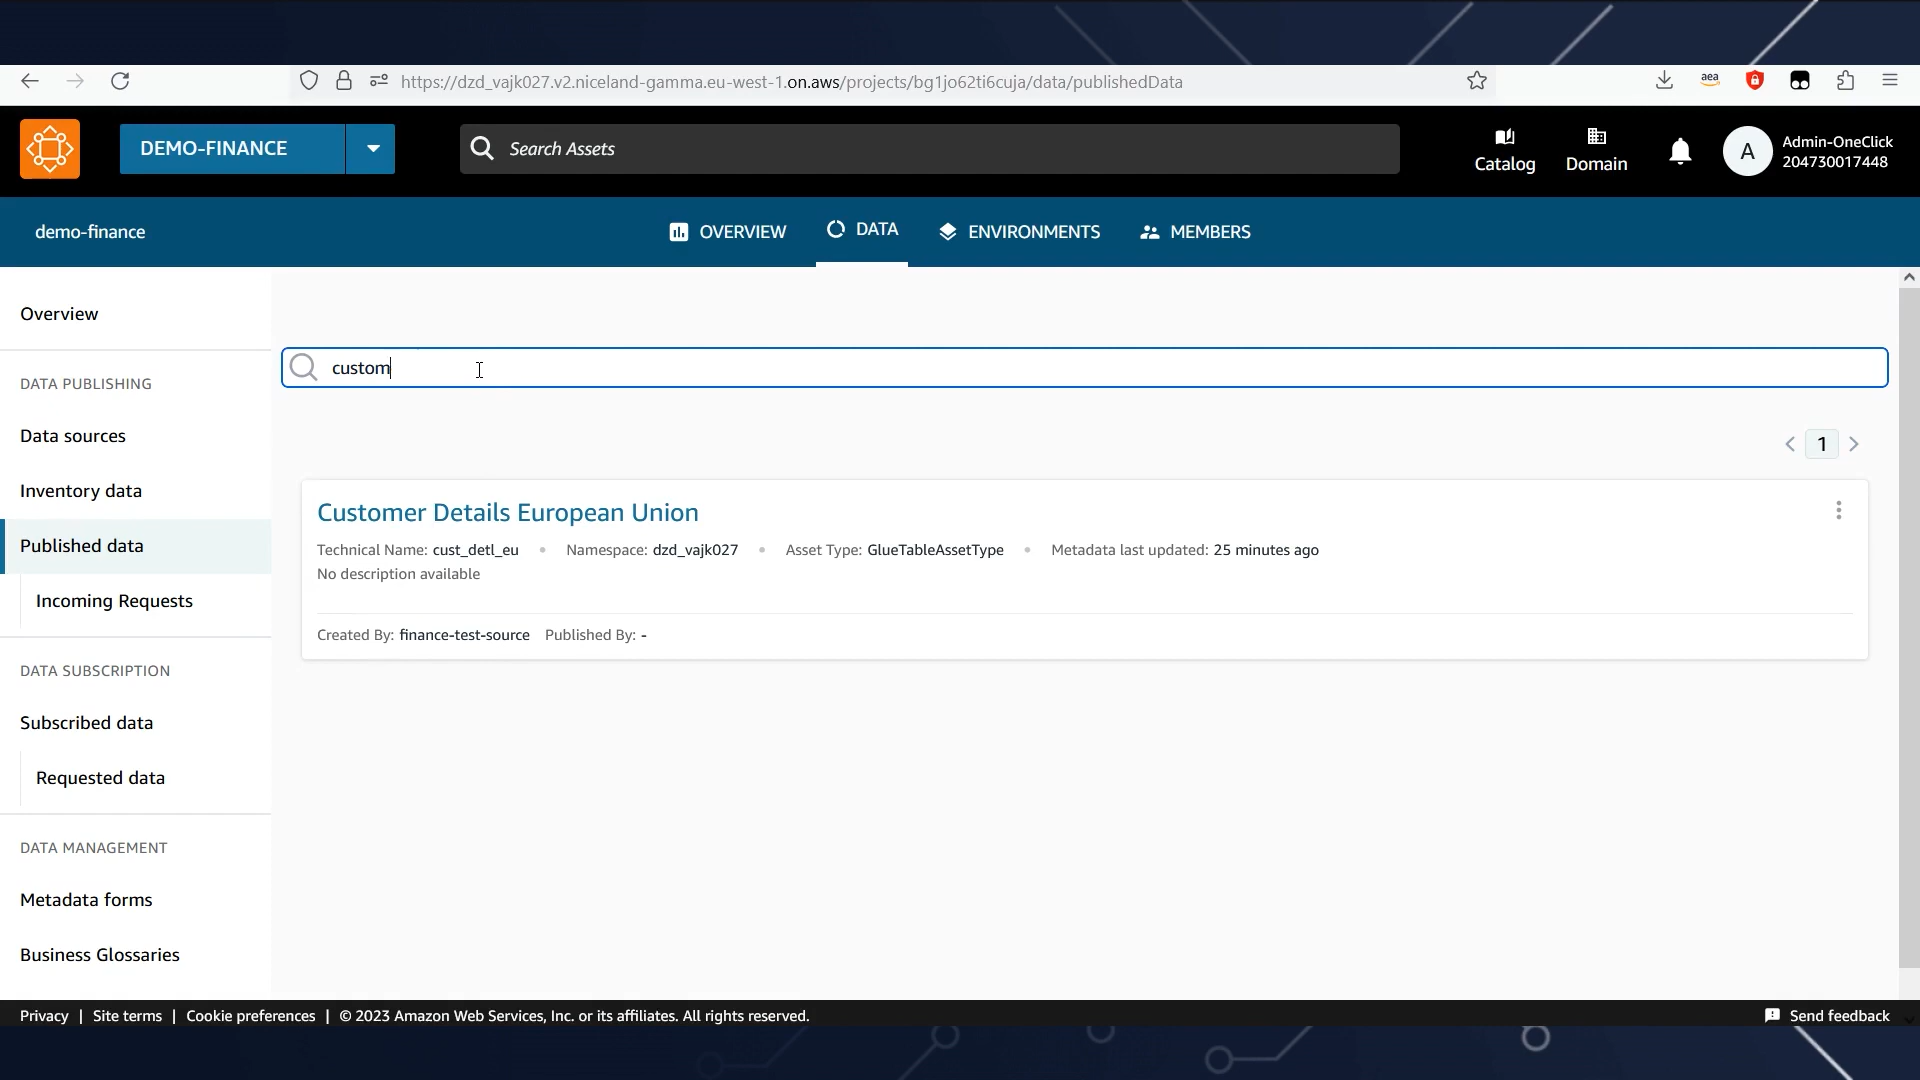 https://dzd_vajk027.v2.niceland-gamma.eu-west-1.on.aws/projects/bg1jo62ti6cuja/data/publishedData
aea
DEMO-FINANCE
Search Assets
Catalog
Domain
A
Admin-OneClick
204730017448
demo-finance
OVERVIEW
DATA
ENVIRONMENTS
MEMBERS
Overview
DATA PUBLISHING
Data sources
Inventory data
Published data
Incoming Requests
DATA SUBSCRIPTION
Subscribed data
Requested data
DATA MANAGEMENT
Metadata forms
Business Glossaries
custom
1
Customer Details European Union
Technical Name: cust_detl_eu • Namespace: dzd_vajk027 • Asset Type: GlueTableAssetType • Metadata last updated: 25 minutes ago
No description available
Created By: finance-test-source Published By: -
Privacy | Site terms | Cookie preferences | © 2023 Amazon Web Services, Inc. or its affiliates. All rights reserved.
Send feedback